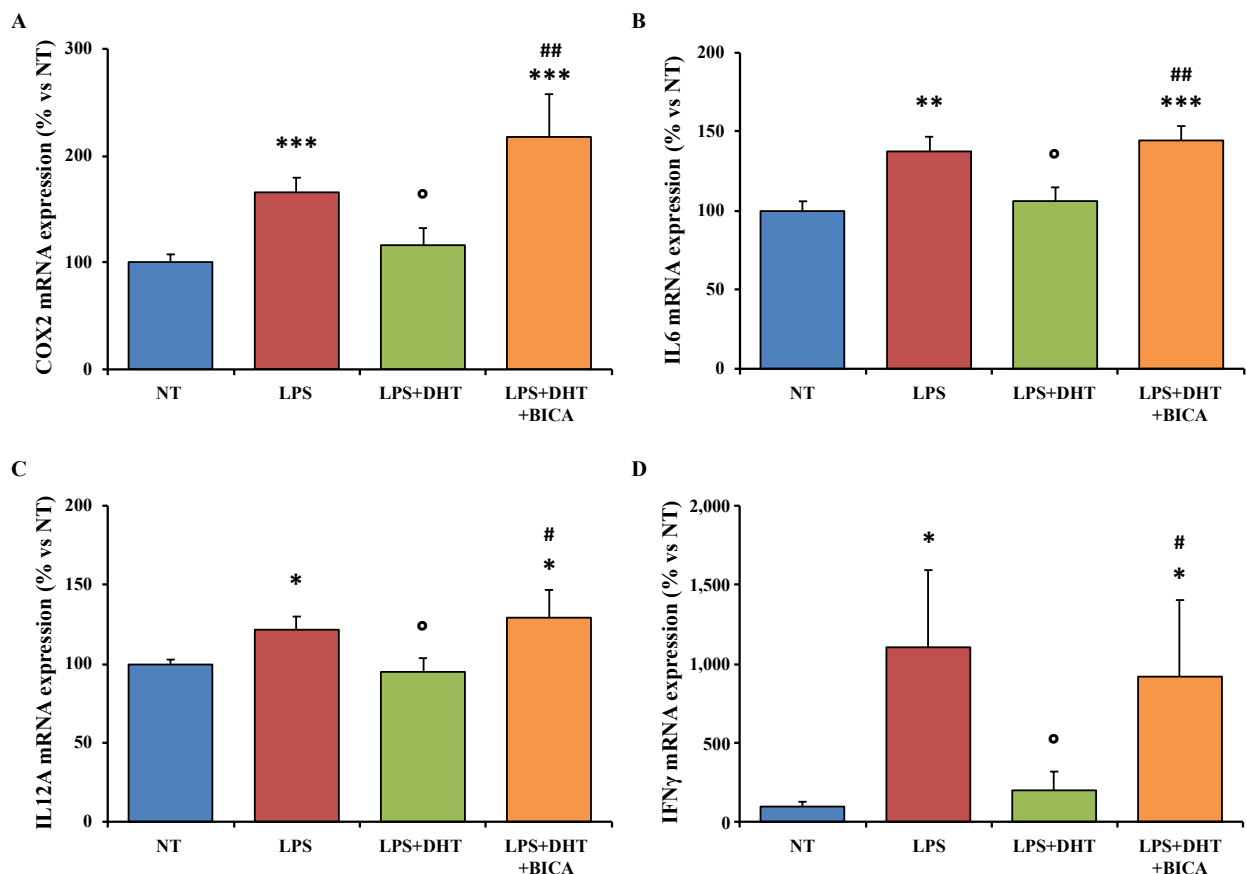 A
COX2 mRNA expression (% vs NT)
300
200
100
0
***
°
##
***
NT
LPS
LPS+DHT
LPS+DHT
+BICA
B
IL6 mRNA expression (% vs NT)
200
150
100
50
0
**
°
##
***
NT
LPS
LPS+DHT
LPS+DHT
+BICA
C
IL12A mRNA expression (% vs NT)
200
150
100
50
0
*
°
#
*
NT
LPS
LPS+DHT
LPS+DHT
+BICA
D
IFNγ mRNA expression (% vs NT)
2,000
1,500
1,000
500
0
*
°
#
*
NT
LPS
LPS+DHT
LPS+DHT
+BICA